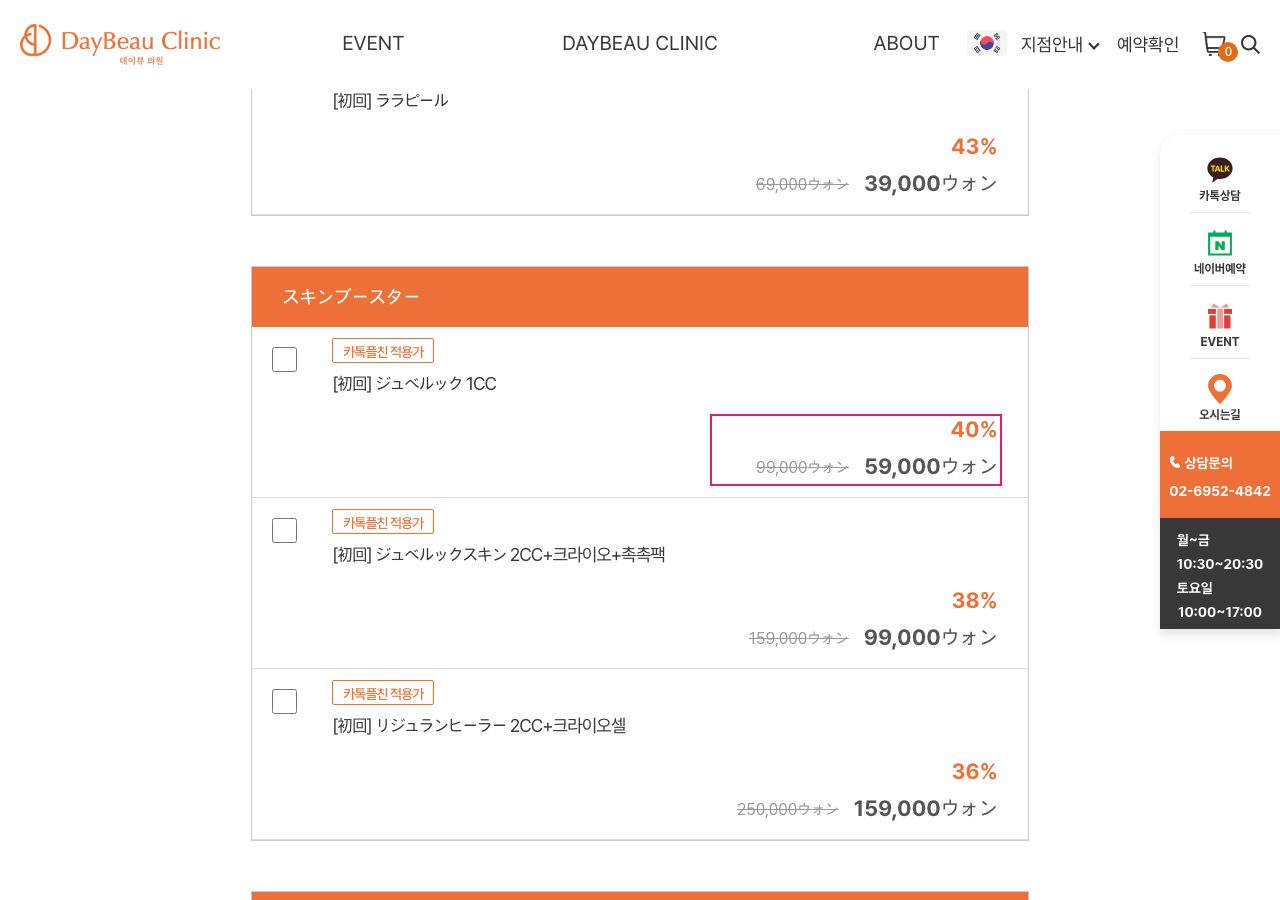 DayBeau Clinic
데이뷰 의원
EVENT
DAYBEAU CLINIC
ABOUT
지점안내
예약확인
0
[初回] ララピール
43%
69,000ウォン 39,000ウォン
スキンブースター
카톡플친 적용가
[初回] ジュベルック 1CC
40%
99,000ウォン 59,000ウォン
카톡플친 적용가
[初回] ジュベルックスキン 2CC+크라이오+촉촉팩
38%
159,000ウォン 99,000ウォン
카톡플친 적용가
[初回] リジュランヒーラー 2CC+크라이오셀
36%
250,000ウォン 159,000ウォン
TALK
카톡상담
N
네이버예약
EVENT
오시는길
상담문의
02-6952-4842
월~금
10:30~20:30
토요일
10:00~17:00